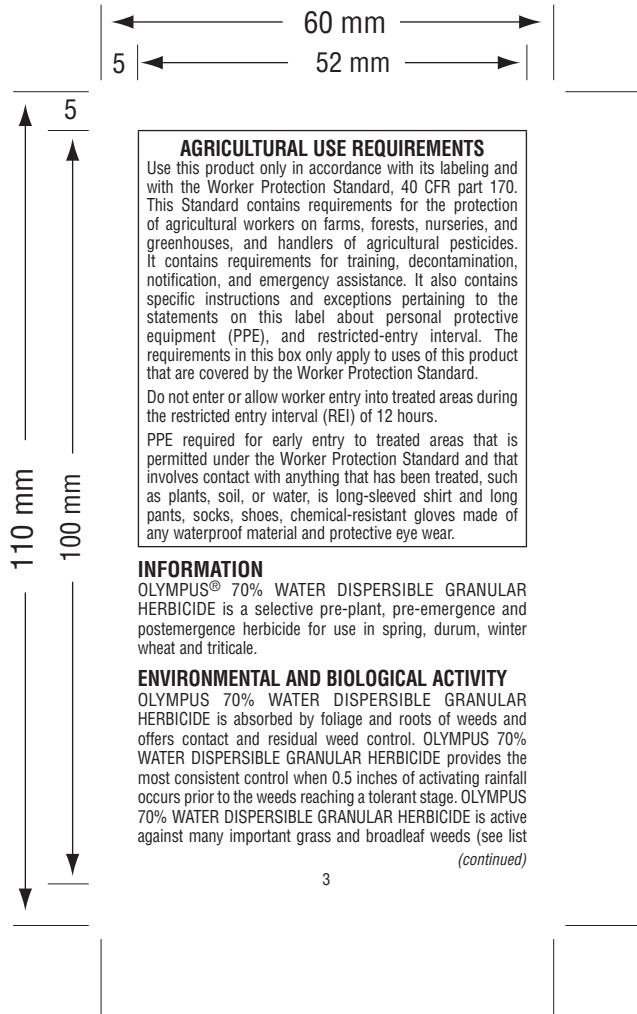 60 mm
5 52 mm
5
110 mm
100 mm
AGRICULTURAL USE REQUIREMENTS
Use this product only in accordance with its labeling and
with the Worker Protection Standard, 40 CFR part 170.
This Standard contains requirements for the protection
of agricultural workers on farms, forests, nurseries, and
greenhouses, and handlers of agricultural pesticides.
It contains requirements for training, decontamination,
notification, and emergency assistance. It also contains
specific instructions and exceptions pertaining to the
statements on this label about personal protective
equipment (PPE), and restricted-entry interval. The
requirements in this box only apply to uses of this product
that are covered by the Worker Protection Standard.
Do not enter or allow worker entry into treated areas during
the restricted entry interval (REI) of 12 hours.
PPE required for early entry to treated areas that is
permitted under the Worker Protection Standard and that
involves contact with anything that has been treated, such
as plants, soil, or water, is long-sleeved shirt and long
pants, socks, shoes, chemical-resistant gloves made of
any waterproof material and protective eye wear.
INFORMATION
OLYMPUS® 70% WATER DISPERSIBLE GRANULAR
HERBICIDE is a selective pre-plant, pre-emergence and
postemergence herbicide for use in spring, durum, winter
wheat and triticale.
ENVIRONMENTAL AND BIOLOGICAL ACTIVITY
OLYMPUS 70% WATER DISPERSIBLE GRANULAR
HERBICIDE is absorbed by foliage and roots of weeds and
offers contact and residual weed control. OLYMPUS 70%
WATER DISPERSIBLE GRANULAR HERBICIDE provides the
most consistent control when 0.5 inches of activating rainfall
occurs prior to the weeds reaching a tolerant stage. OLYMPUS
70% WATER DISPERSIBLE GRANULAR HERBICIDE is active
against many important grass and broadleaf weeds (see list
(continued)
3